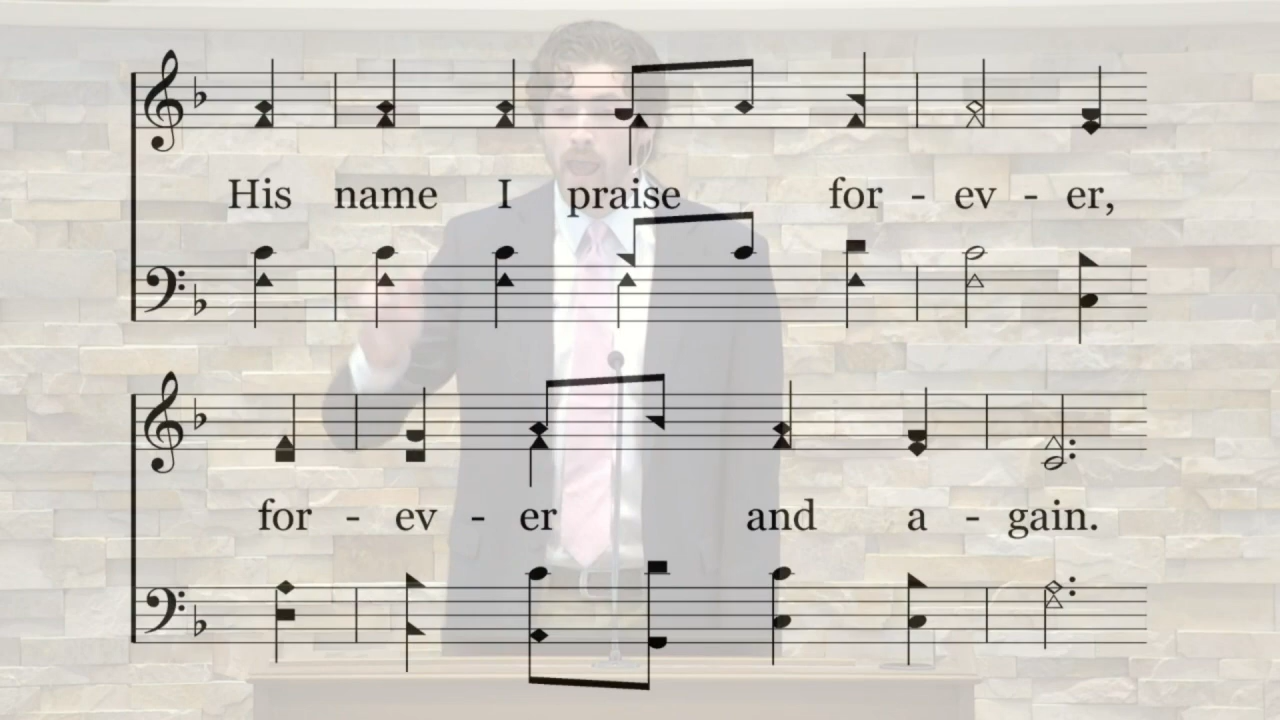 His name I praise for - ev - er,
for - ev - er and a - gain.